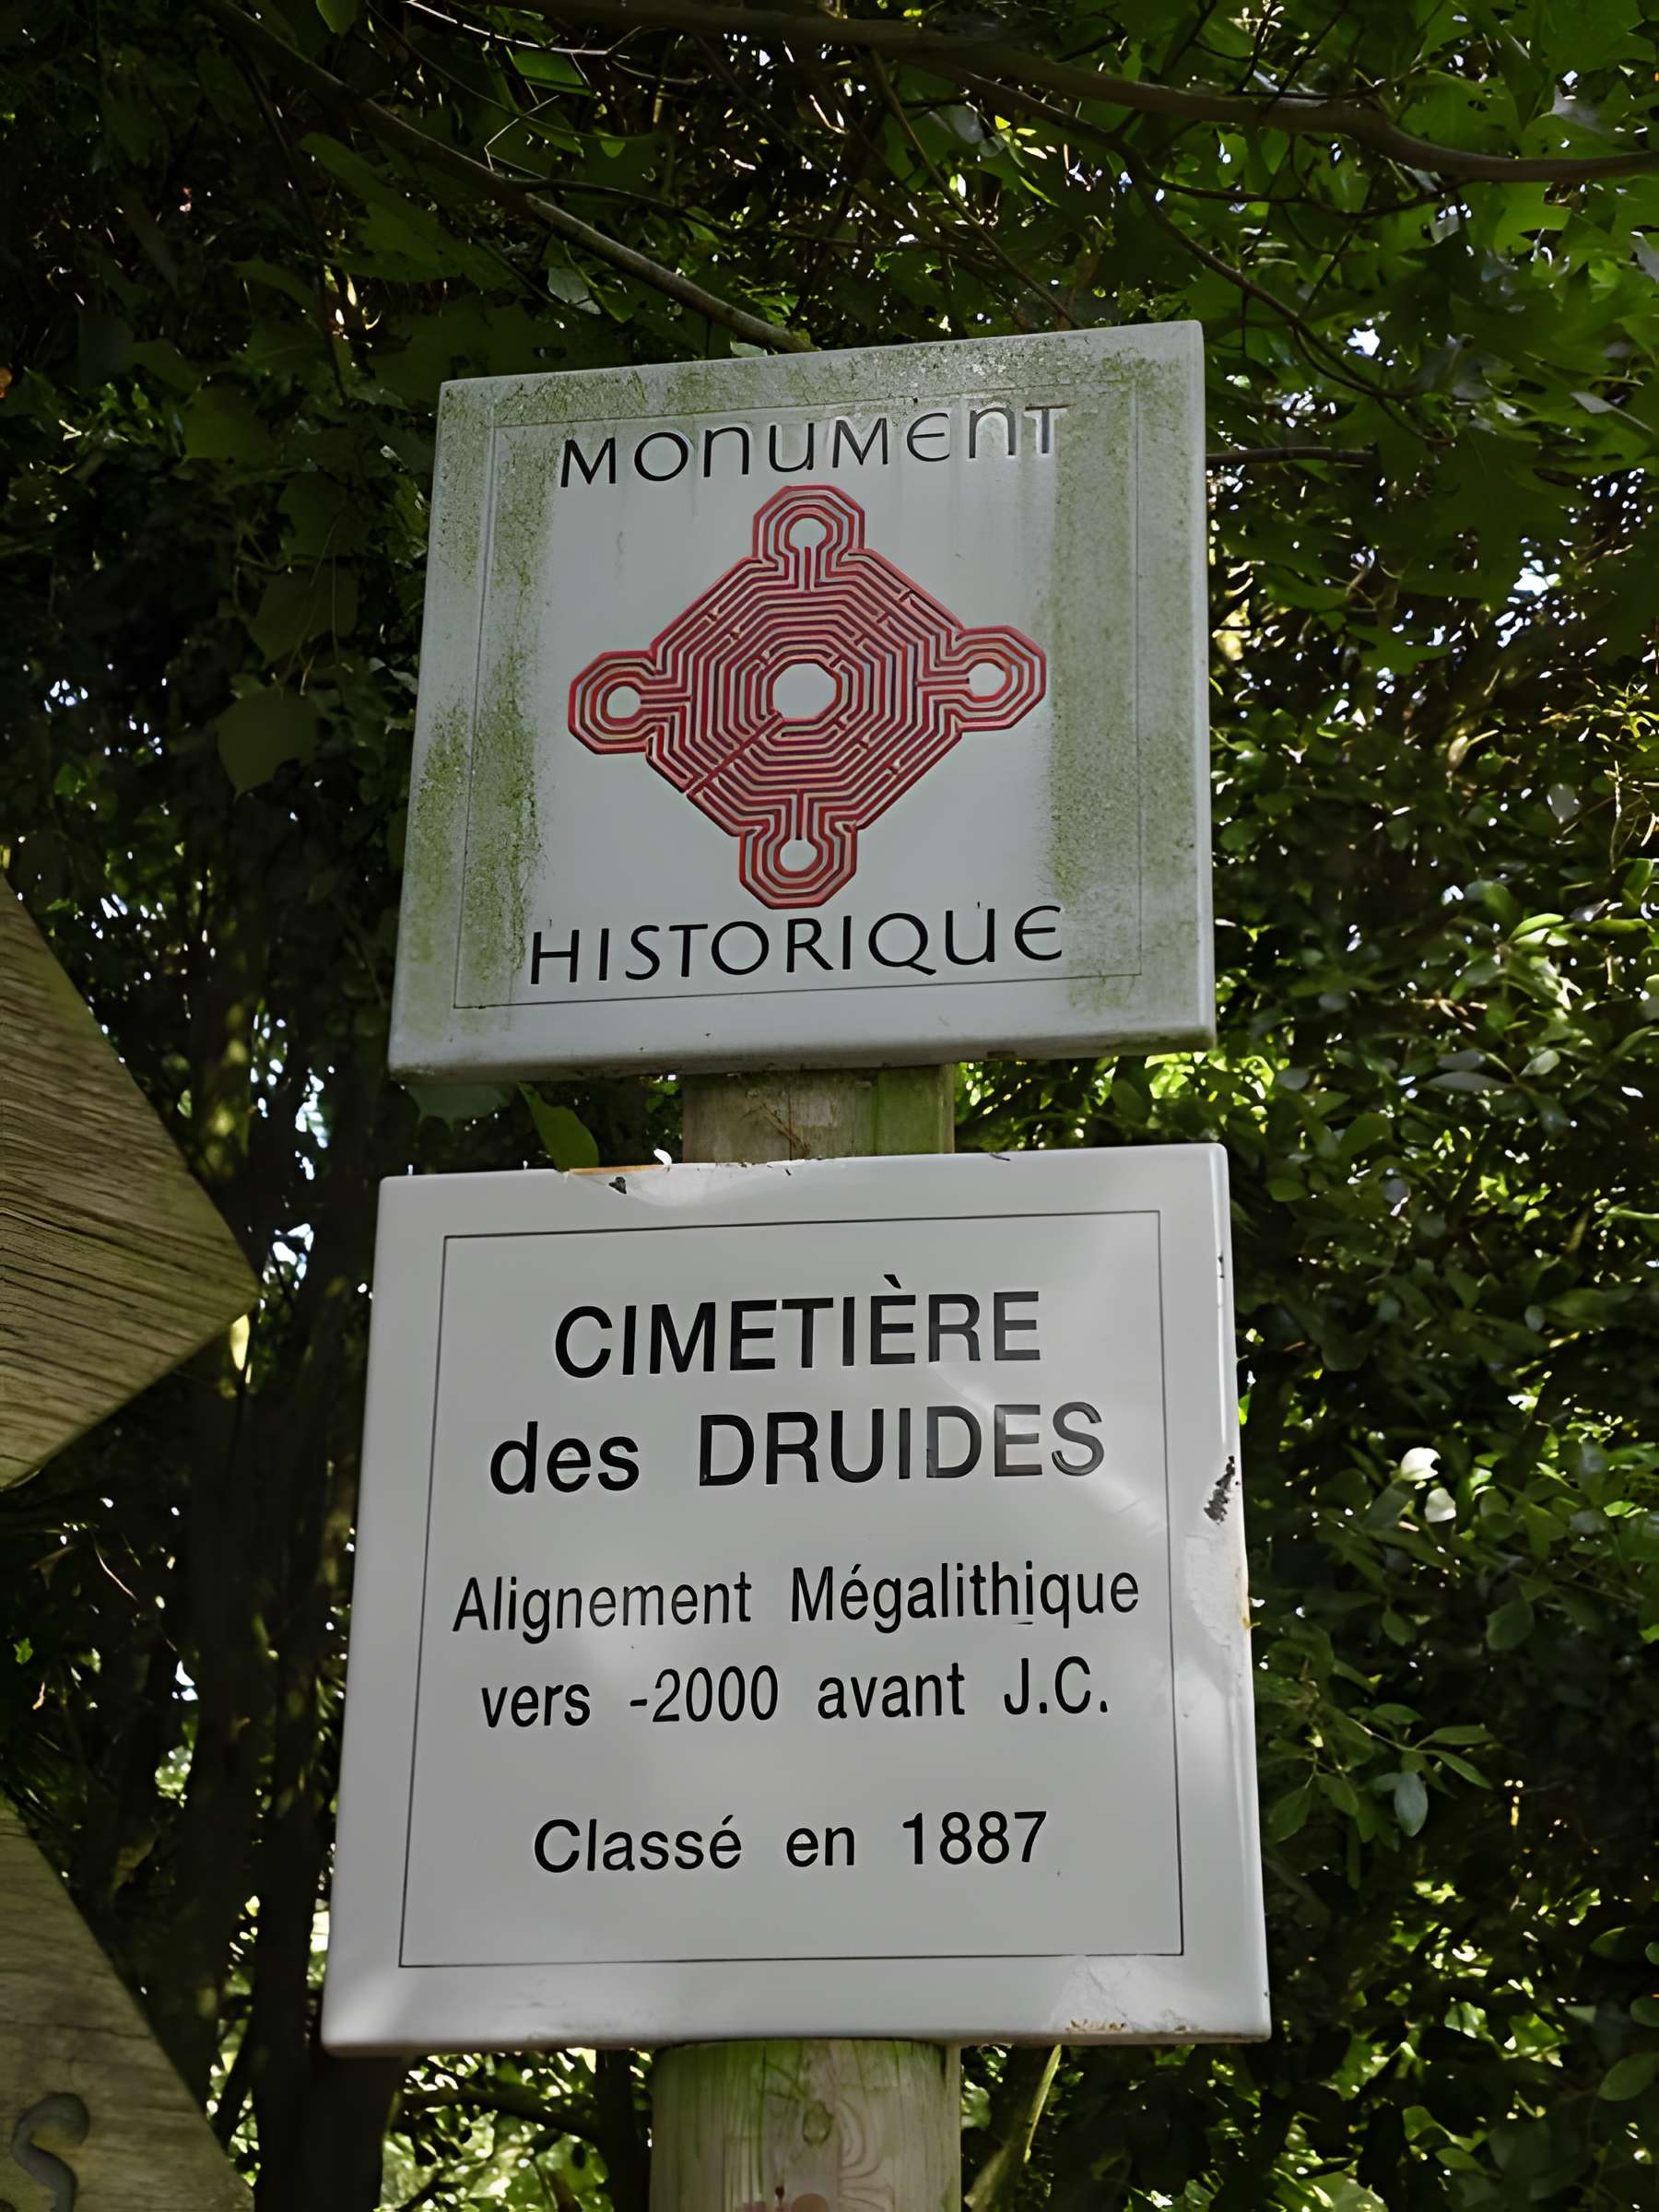 MONUMENT
HISTORIQUE
CIMETIÈRE
des DRUIDES
Alignement Mégalithique
vers -2000 avant J.C.
Classé en 1887